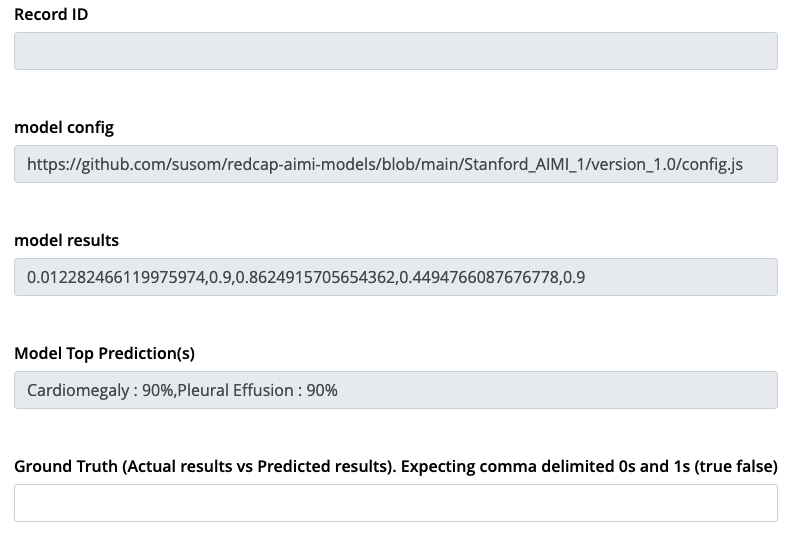 Record ID
model config
https://github.com/susom/redcap-aimi-models/blob/main/Stanford_AIMI_1/version_1.0/config.js
model results
0.012282466119975974,0.9,0.8624915705654362,0.4494766087676778,0.9
Model Top Prediction(s)
Cardiomegaly : 90%,Pleural Effusion : 90%
Ground Truth (Actual results vs Predicted results). Expecting comma delimited 0s and 1s (true false)